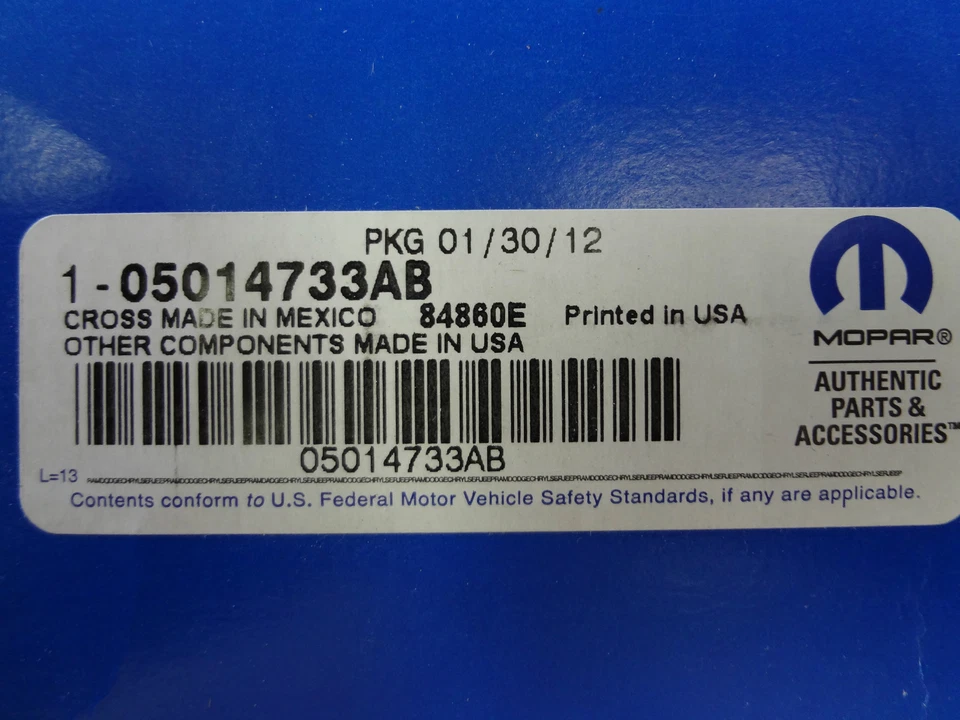 PKG 01/30/12
1-05014733AB
CROSS MADE IN MEXICO 84860E Printed in USA
OTHER COMPONENTS MADE IN USA
05014733AB
L=13
Contents conform to U.S. Federal Motor Vehicle Safety Standards, if any are applicable.
MOPAR®
AUTHENTIC
PARTS &
ACCESSORIES™